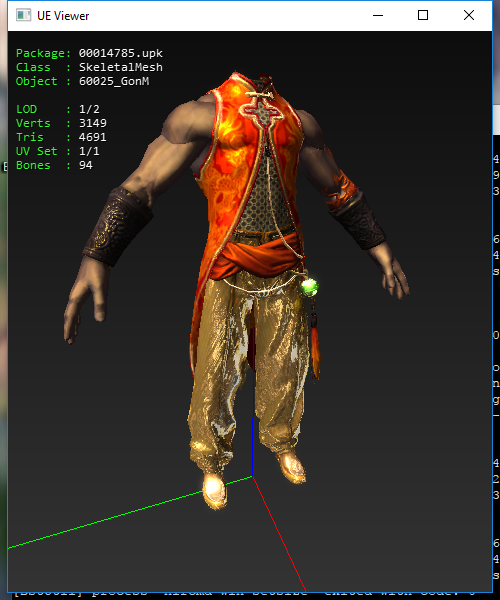 UE Viewer
Package: 00014785.upk
Class : SkeletalMesh
Object : 60025_GonM
LOD : 1/2
Verts : 3149
Tris : 4691
UV Set : 1/1
Bones : 94